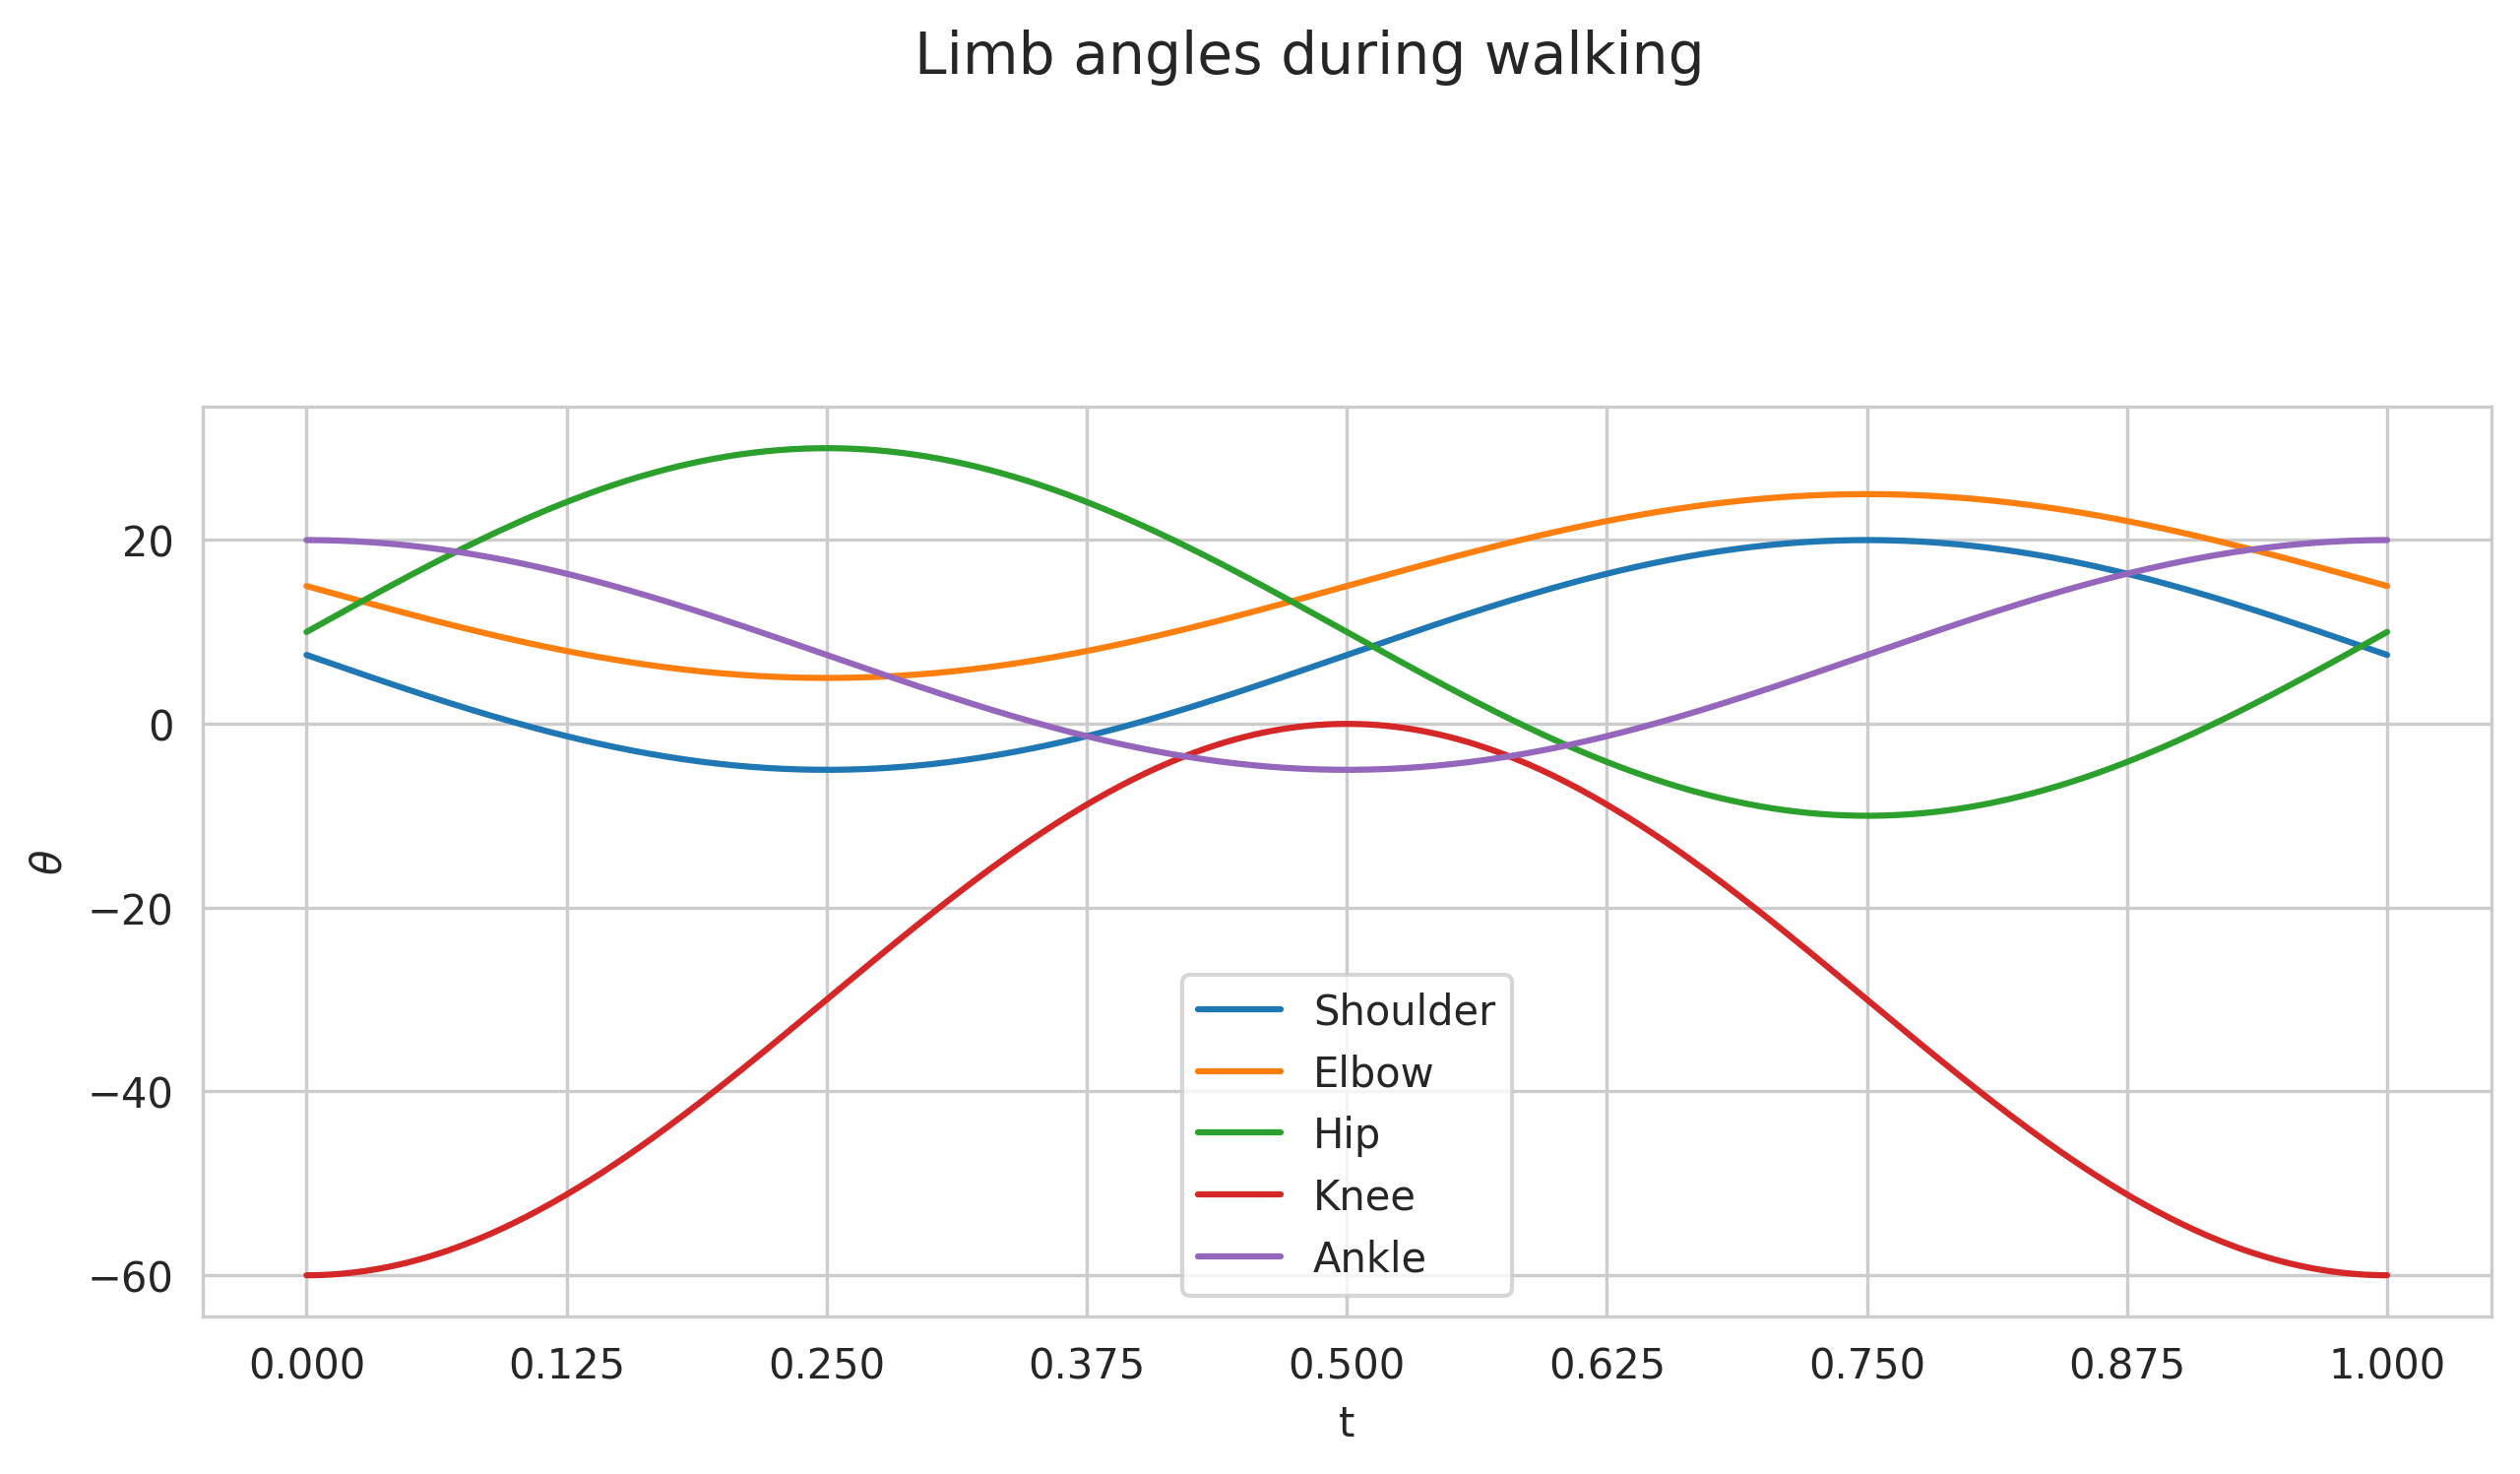 Limb angles during walking
20
0
−20
−40
−60
θ
Shoulder
Elbow
Hip
Knee
Ankle
0.000 0.125 0.250 0.375 0.500 0.625 0.750 0.875 1.000
t